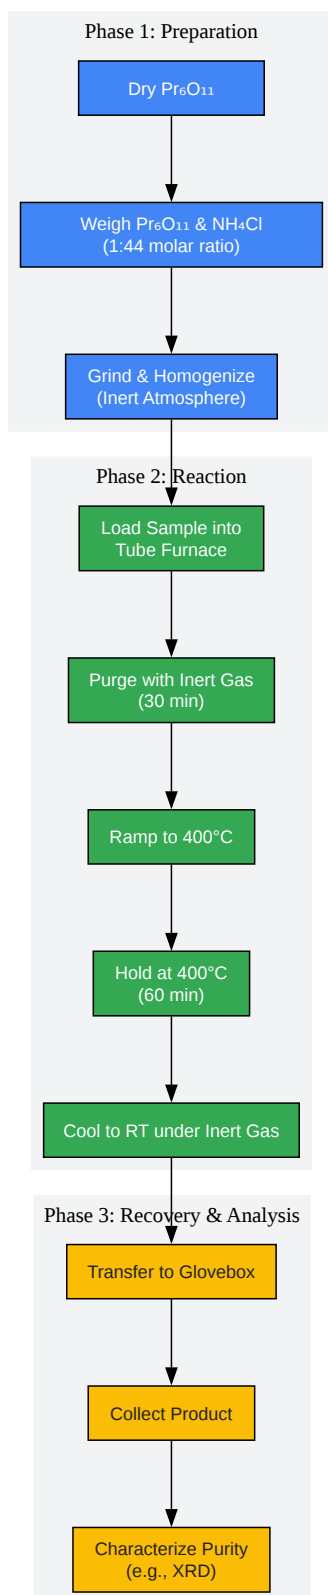 Phase 1: Preparation
Dry Pr₆O₁₁
Weigh Pr₆O₁₁ & NH₄Cl
(1:44 molar ratio)
Grind & Homogenize
(Inert Atmosphere)
Phase 2: Reaction
Load Sample into
Tube Furnace
Purge with Inert Gas
(30 min)
Ramp to 400°C
Hold at 400°C
(60 min)
Cool to RT under Inert Gas
Phase 3: Recovery & Analysis
Transfer to Glovebox
Collect Product
Characterize Purity
(e.g., XRD)